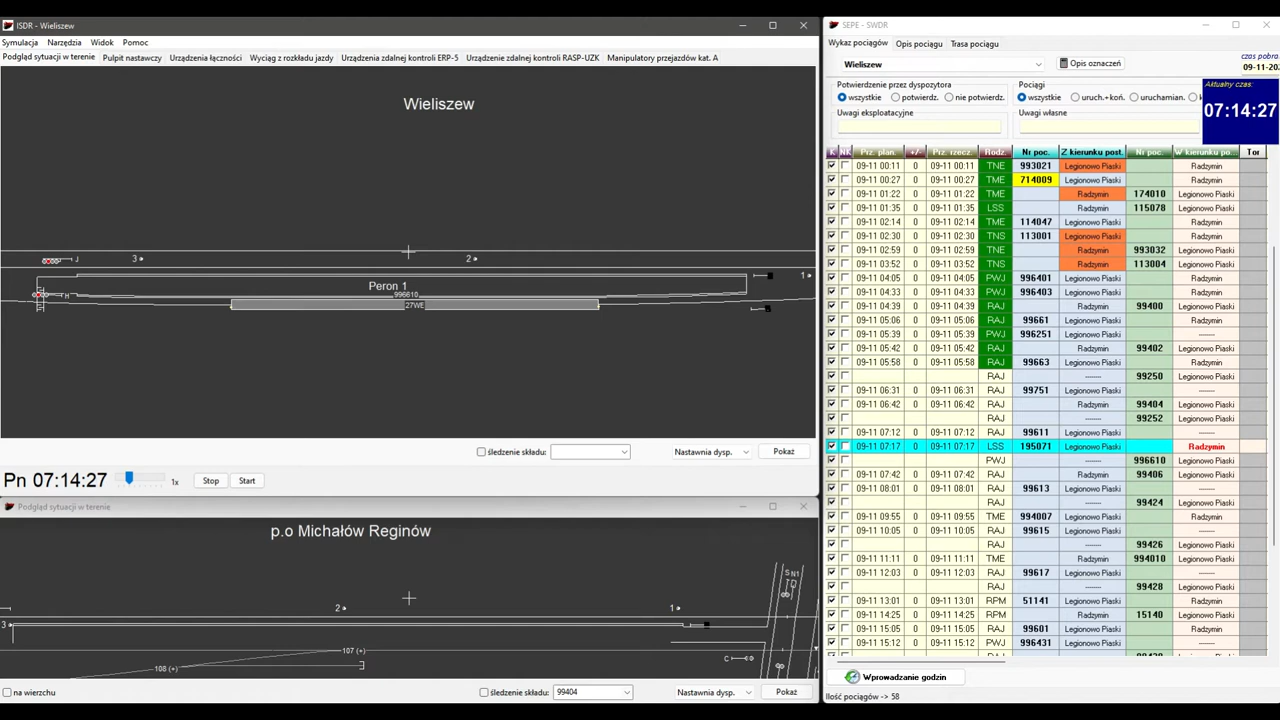 ISDR - Wieliszew
Symulacja Narzędzia Widok Pomoc
Podgląd sytuacji w terenie Pulpit nastawczy Urządzenia łączności Wyciąg z rozkładu jazdy Urządzenia zdalnej kontroli ERP-5 Urządzenie zdalnej kontroli RASP-UZK Manipulatory przejazdów kat. A
Wieliszew
J 3 2
1
H
Peron 1
996610
27WE
śledzenie składu: Nastawnia dysp. Pokaż
Pn 07:14:27 1x Stop Start
Podgląd sytuacji w terenie
p.o Michałów Reginów
S N1
2 1
3
107 (+)
C
108 (+)
na wierzchu śledzenie składu: 99404 Nastawnia dysp. Pokaż
SEPE - SWDR
Wykaz pociągów Opis pociągu Trasa pociągu
Wieliszew Opis oznaczeń
czas pobra
09-11-202
Potwierdzenie przez dyspozytora Pociągi
wszystkie potwierdz. nie potwierdz. wszystkie uruch.+koń. uruchamian.
Uwagi eksploatacyjne Uwagi własne
Aktualny czas:
07:14:27
K NK Prz. plan. +/- Prz. rzecz. Rodz. Nr poc. Z kierunku post. Nr poc. W kierunku po... Tor
09-11 00:11 0 09-11 00:11 TNE 993021 Legionowo Piaski Radzymin
09-11 00:27 0 09-11 00:27 TME 714009 Legionowo Piaski Radzymin
09-11 01:22 0 09-11 01:22 TME Radzymin 174010 Legionowo Piaski
09-11 01:35 0 09-11 01:35 LSS Radzymin 115078 Legionowo Piaski
09-11 02:14 0 09-11 02:14 TME 114047 Legionowo Piaski Radzymin
09-11 02:30 0 09-11 02:30 TNS 113001 Legionowo Piaski Radzymin
09-11 02:59 0 09-11 02:59 TNE Radzymin 993032 Legionowo Piaski
09-11 03:52 0 09-11 03:52 TNS Radzymin 113004 Legionowo Piaski
09-11 04:05 0 09-11 04:05 PWJ 996401 Legionowo Piaski Radzymin
09-11 04:39 0 09-11 04:39 PWJ 996403 Legionowo Piaski Radzymin
09-11 04:39 0 09-11 04:39 RAJ Radzymin 99400 Legionowo Piaski
09-11 05:06 0 09-11 05:06 RAJ 99661 Legionowo Piaski Radzymin
09-11 05:39 0 09-11 05:39 PWJ 996251 Legionowo Piaski -------
09-11 05:42 0 09-11 05:42 RAJ Radzymin 99402 Legionowo Piaski
09-11 05:58 0 09-11 05:58 RAJ 99663 Legionowo Piaski Radzymin
RAJ ------- 99250 Legionowo Piaski
09-11 06:31 0 09-11 06:31 RAJ 99751 Legionowo Piaski Radzymin
09-11 06:42 0 09-11 06:42 RAJ Radzymin 99404 Legionowo Piaski
RAJ ------- 99252 Legionowo Piaski
09-11 07:12 0 09-11 07:12 RAJ 99611 Legionowo Piaski -------
09-11 07:17 0 09-11 07:17 LSS 195071 Legionowo Piaski Radzymin
PWJ ------- 996610 Legionowo Piaski
09-11 07:42 0 09-11 07:42 RAJ Radzymin 99406 Legionowo Piaski
09-11 08:01 0 09-11 08:01 RAJ 99613 Legionowo Piaski -------
RAJ ------- 99424 Legionowo Piaski
09-11 09:55 0 09-11 09:55 TME 994007 Legionowo Piaski Radzymin
09-11 10:05 0 09-11 10:05 RAJ 99615 Legionowo Piaski -------
RAJ ------- 99426 Legionowo Piaski
09-11 11:11 0 09-11 11:11 TME Radzymin 994010 Legionowo Piaski
09-11 12:03 0 09-11 12:03 RAJ 99617 Legionowo Piaski -------
RAJ ------- 99428 Legionowo Piaski
09-11 13:01 0 09-11 13:01 RPM 51141 Legionowo Piaski Radzymin
09-11 14:25 0 09-11 14:25 RPM Radzymin 15140 Legionowo Piaski
09-11 15:05 0 09-11 15:05 RAJ 99601 Legionowo Piaski Radzymin
09-11 15:12 0 09-11 15:12 PWJ 996431 Legionowo Piaski Radzymin
Wprowadzanie godzin
Ilość pociągów -> 58